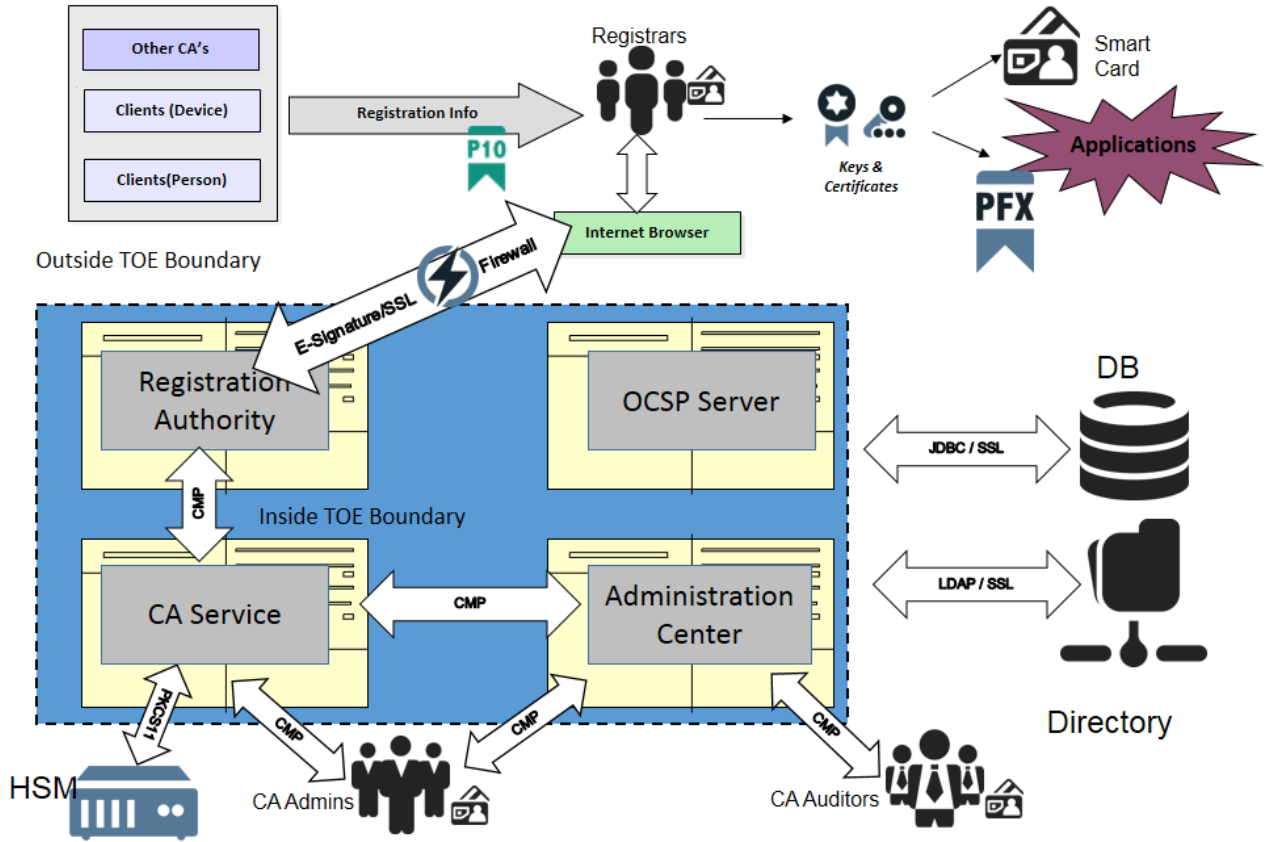 Other CA's
Clients (Device)
Clients(Person)
Registration Info
P10
Registrars
Keys &
Certificates
Smart
Card
Applications
PFX
Internet Browser
Outside TOE Boundary
E-Signature/SSL
Firewall
Registration
Authority
OCSP Server
CMP
Inside TOE Boundary
CA Service
CMP
Administration
Center
DB
JDBC / SSL
LDAP / SSL
Directory
PKCS11
CMP
CMP
CMP
HSM
CA Admins
CA Auditors